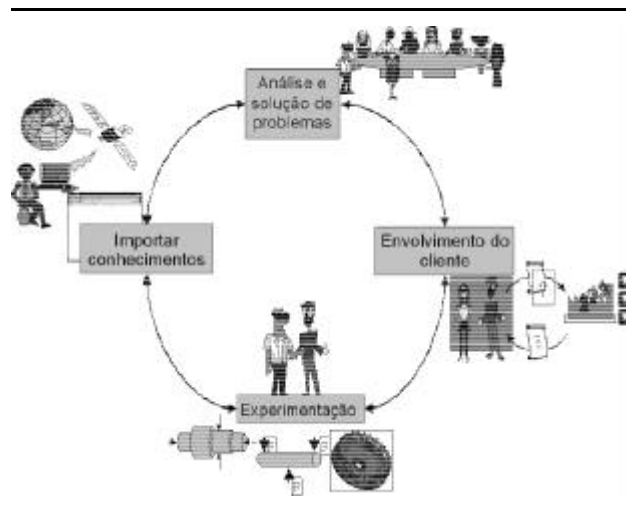 Análise e
solução de
problemas
Importar
conhecimentos
Envolvimento do
cliente
Experimentação